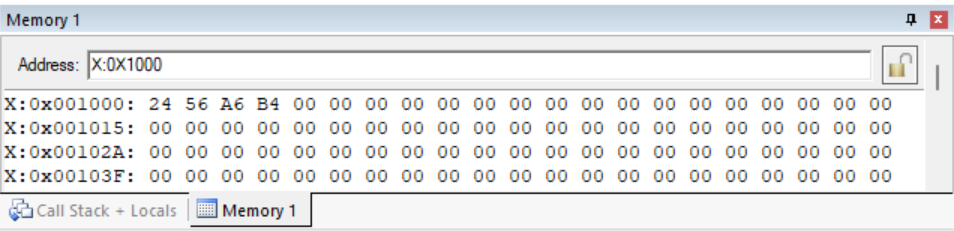 Memory 1
Address: X:0X1000
X:0x001000: 24 56 A6 B4 00 00 00 00 00 00 00 00 00 00 00 00 00 00 00 00 00
X:0x001015: 00 00 00 00 00 00 00 00 00 00 00 00 00 00 00 00 00 00 00 00 00
X:0x00102A: 00 00 00 00 00 00 00 00 00 00 00 00 00 00 00 00 00 00 00 00 00
X:0x00103F: 00 00 00 00 00 00 00 00 00 00 00 00 00 00 00 00 00 00 00 00 00
Call Stack + Locals Memory 1